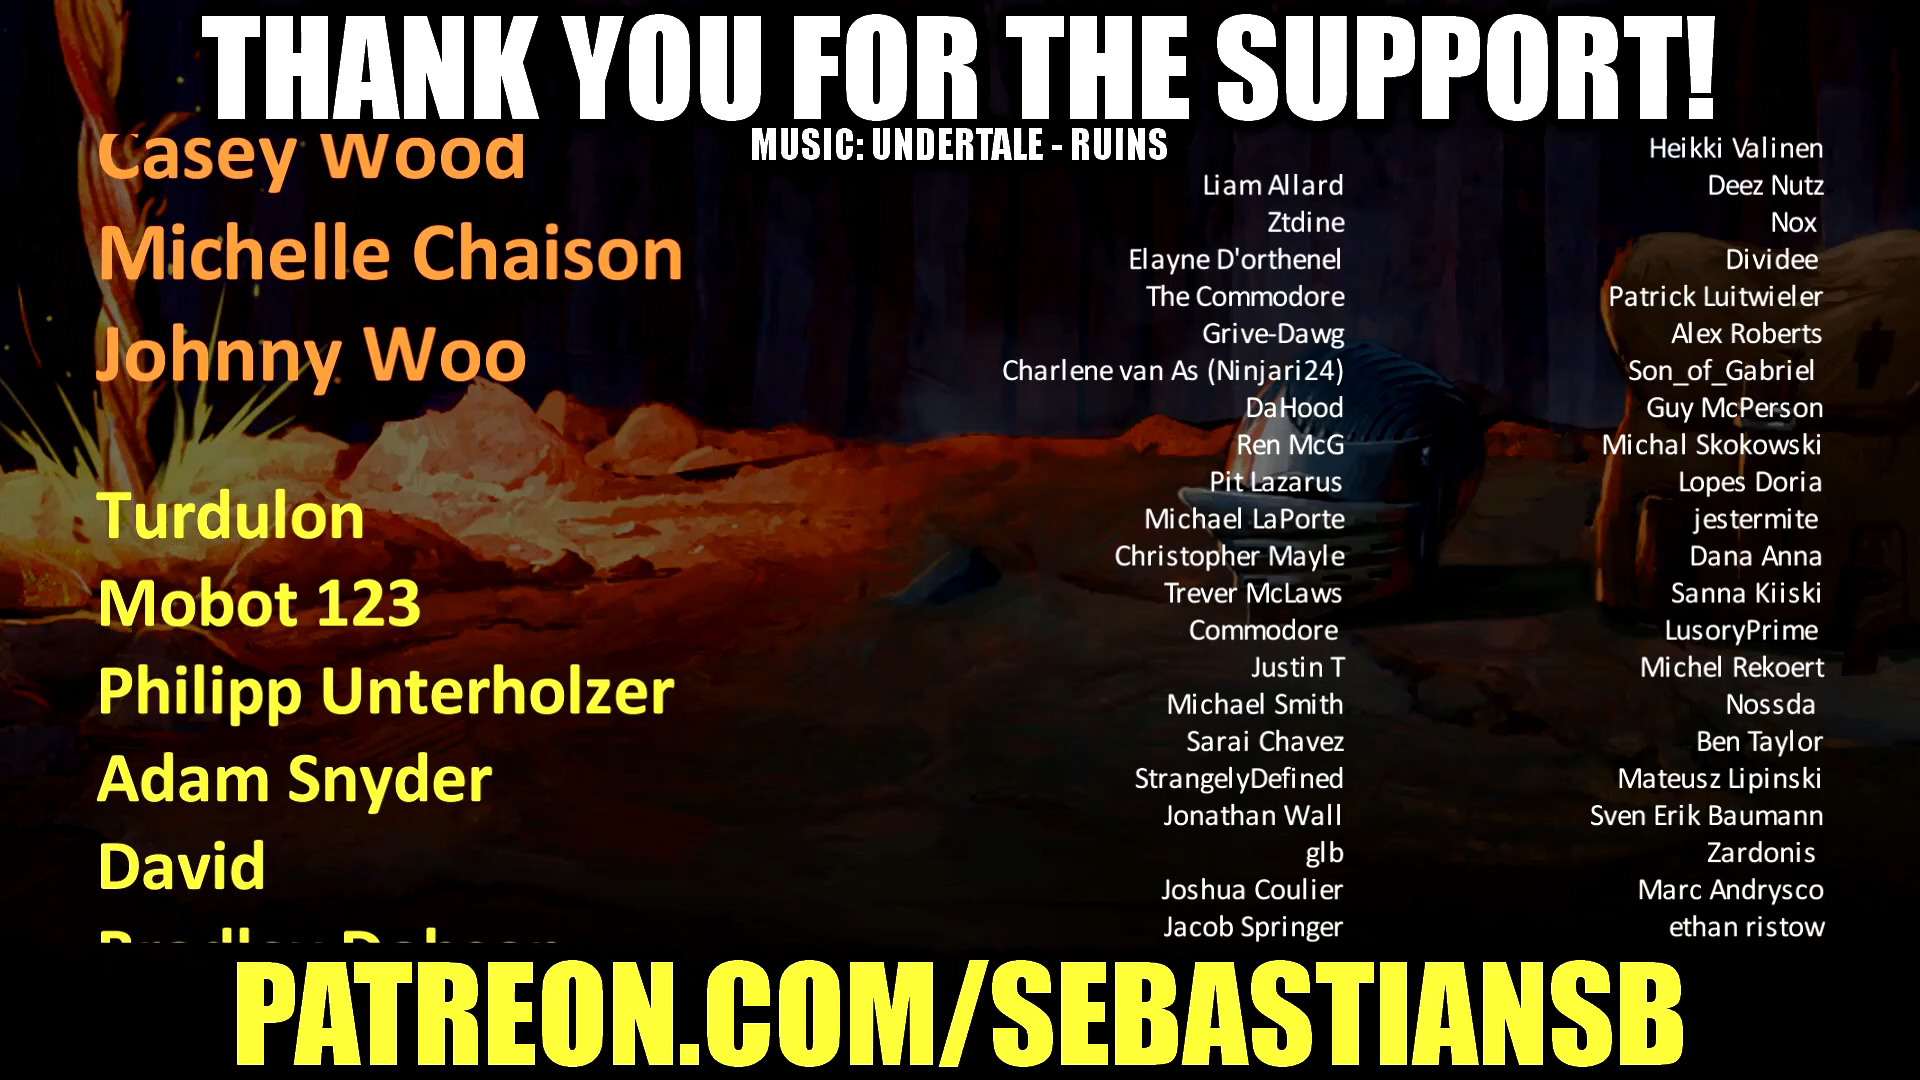 THANK YOU FOR THE SUPPORT!
MUSIC: UNDERTALE - RUINS
Casey Wood
Michelle Chaison
Johnny Woo
Turdulon
Mobot 123
Philipp Unterholzer
Adam Snyder
David
Liam Allard
Ztdine
Elayne D'orthenel
The Commodore
Grive-Dawg
Charlene van As (Ninjari24)
DaHood
Ren McG
Pit Lazarus
Michael LaPorte
Christopher Mayle
Trever McLaws
Commodore
Justin T
Michael Smith
Sarai Chavez
StrangelyDefined
Jonathan Wall
glb
Joshua Coulier
Jacob Springer
Heikki Valinen
Deez Nutz
Nox
Dividee
Patrick Luitwieler
Alex Roberts
Son_of_Gabriel
Guy McPerson
Michal Skokowski
Lopes Doria
jestermite
Dana Anna
Sanna Kiiski
LusoryPrime
Michel Rekoert
Nossda
Ben Taylor
Mateusz Lipinski
Sven Erik Baumann
Zardonis
Marc Andrysco
ethan ristow
PATREON.COM/SEBASTIANSB